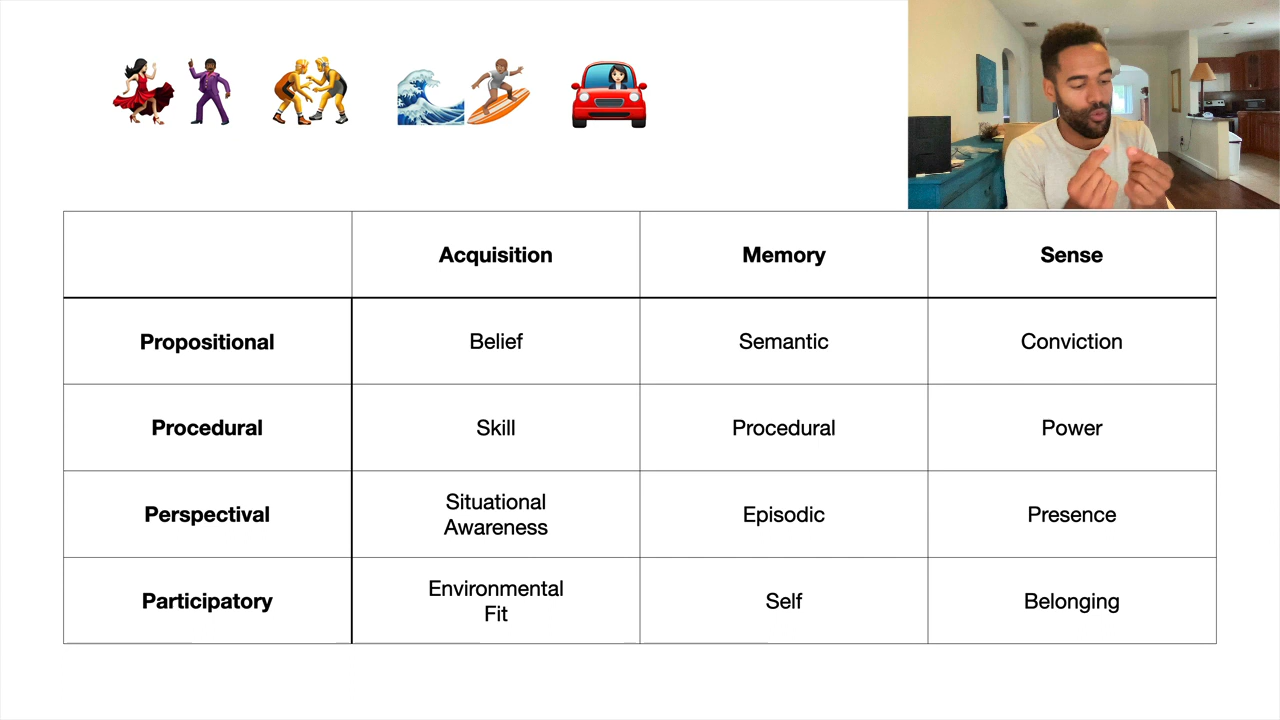 Acquisition
Memory
Sense
Propositional
Belief
Semantic
Conviction
Procedural
Skill
Procedural
Power
Perspectival
Situational
Awareness
Episodic
Presence
Participatory
Environmental
Fit
Self
Belonging